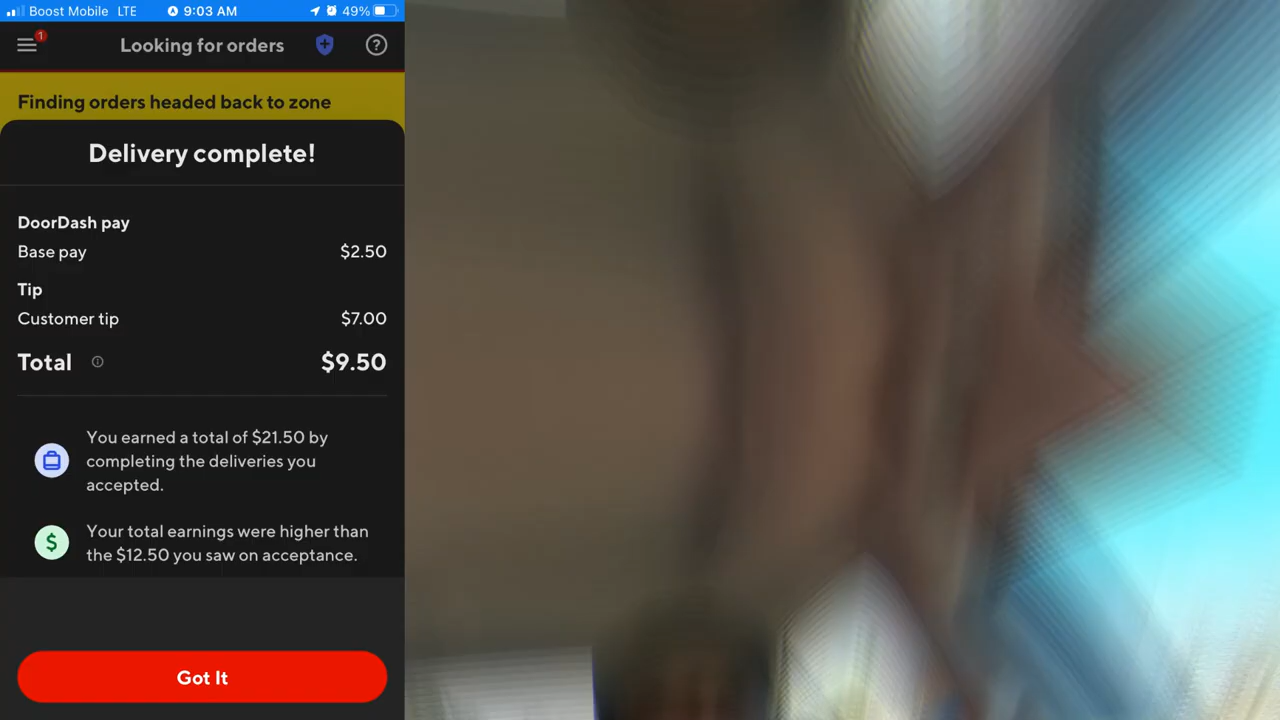 Boost Mobile LTE 9:03 AM 49%
1
Looking for orders ?
Finding orders headed back to zone
Delivery complete!
DoorDash pay
Base pay $2.50
Tip
Customer tip $7.00
Total $9.50
You earned a total of $21.50 by
completing the deliveries you
accepted.
$
Your total earnings were higher than
the $12.50 you saw on acceptance.
Got It